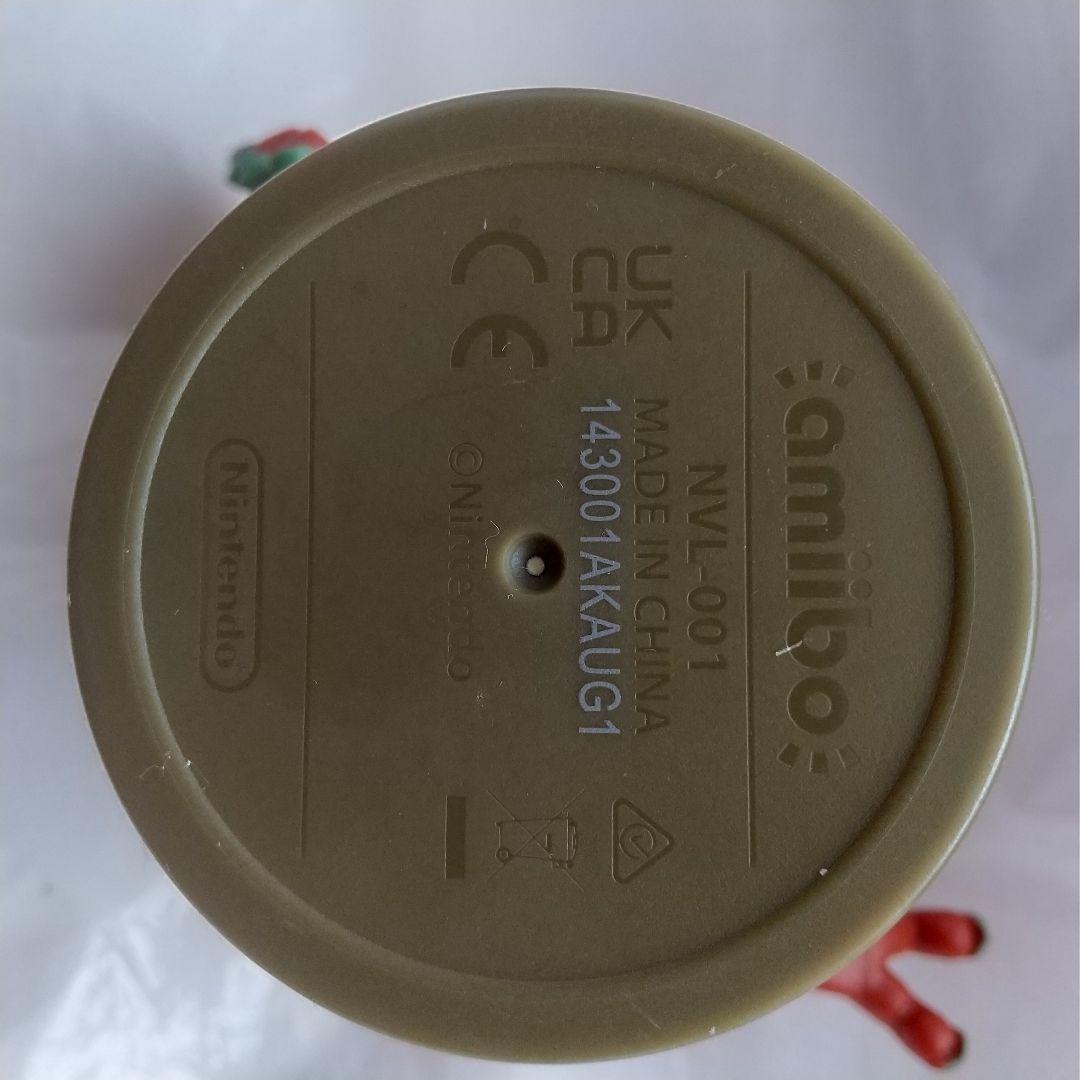 amiibo
NVL-001
UK
CA
MADE IN CHINA
143001AKAUG1
CE
©Nintendo
Nintendo